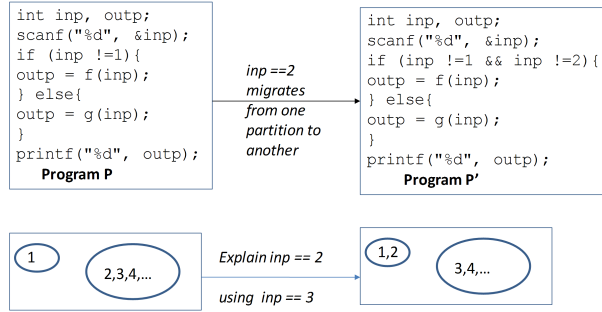 int inp, outp;
scanf("%d", &inp);
if (inp !=1){
outp = f(inp);
} else{
outp = g(inp);
}
printf("%d", outp);
Program P
inp ==2
migrates
from one
partition to
another
int inp, outp;
scanf("%d", &inp);
if (inp !=1 && inp !=2){
outp = f(inp);
} else{
outp = g(inp);
}
printf("%d", outp);
Program P’
1
2,3,4,...
Explain inp == 2
using inp == 3
1,2
3,4,...